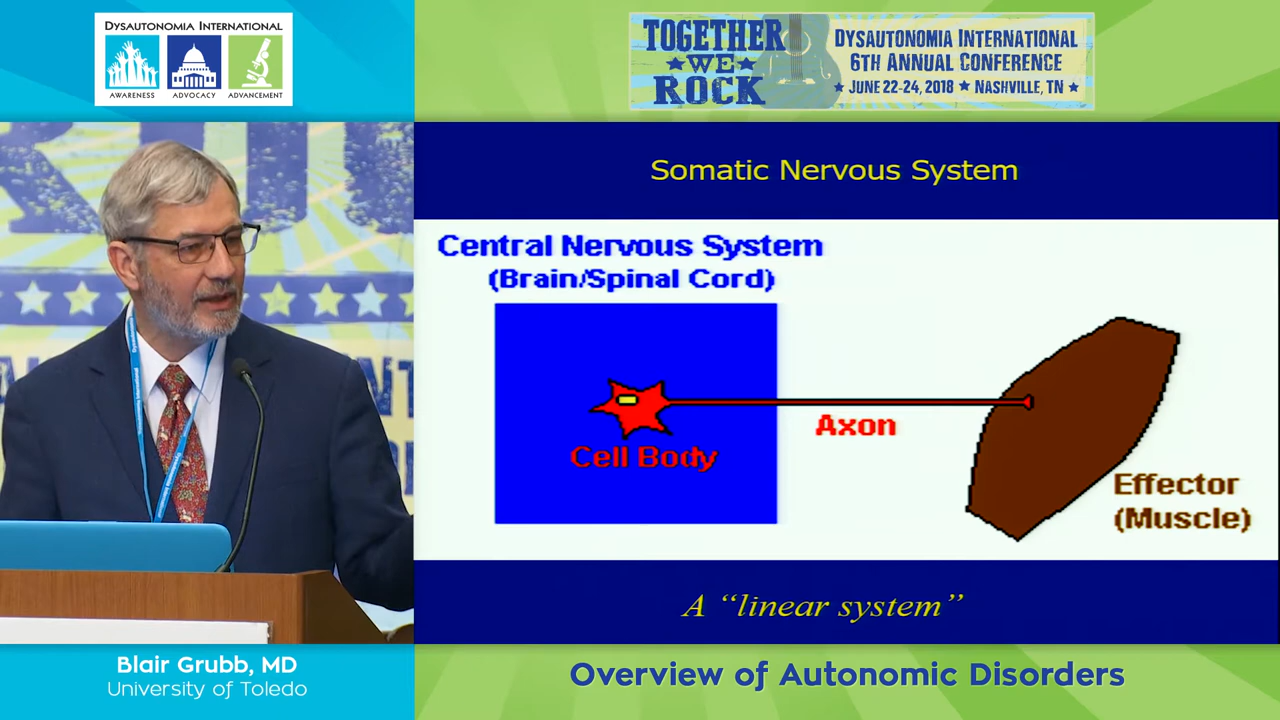 DYSAUTONOMIA INTERNATIONAL
AWARENESS ADVOCACY ADVANCEMENT
TOGETHER
WE
ROCK
DYSAUTONOMIA INTERNATIONAL
6TH ANNUAL CONFERENCE
JUNE 22-24, 2018 NASHVILLE, TN
Somatic Nervous System
Central Nervous System
(Brain/Spinal Cord)
Cell Body
Axon
Effector
(Muscle)
A “linear system”
Blair Grubb, MD
University of Toledo
Overview of Autonomic Disorders